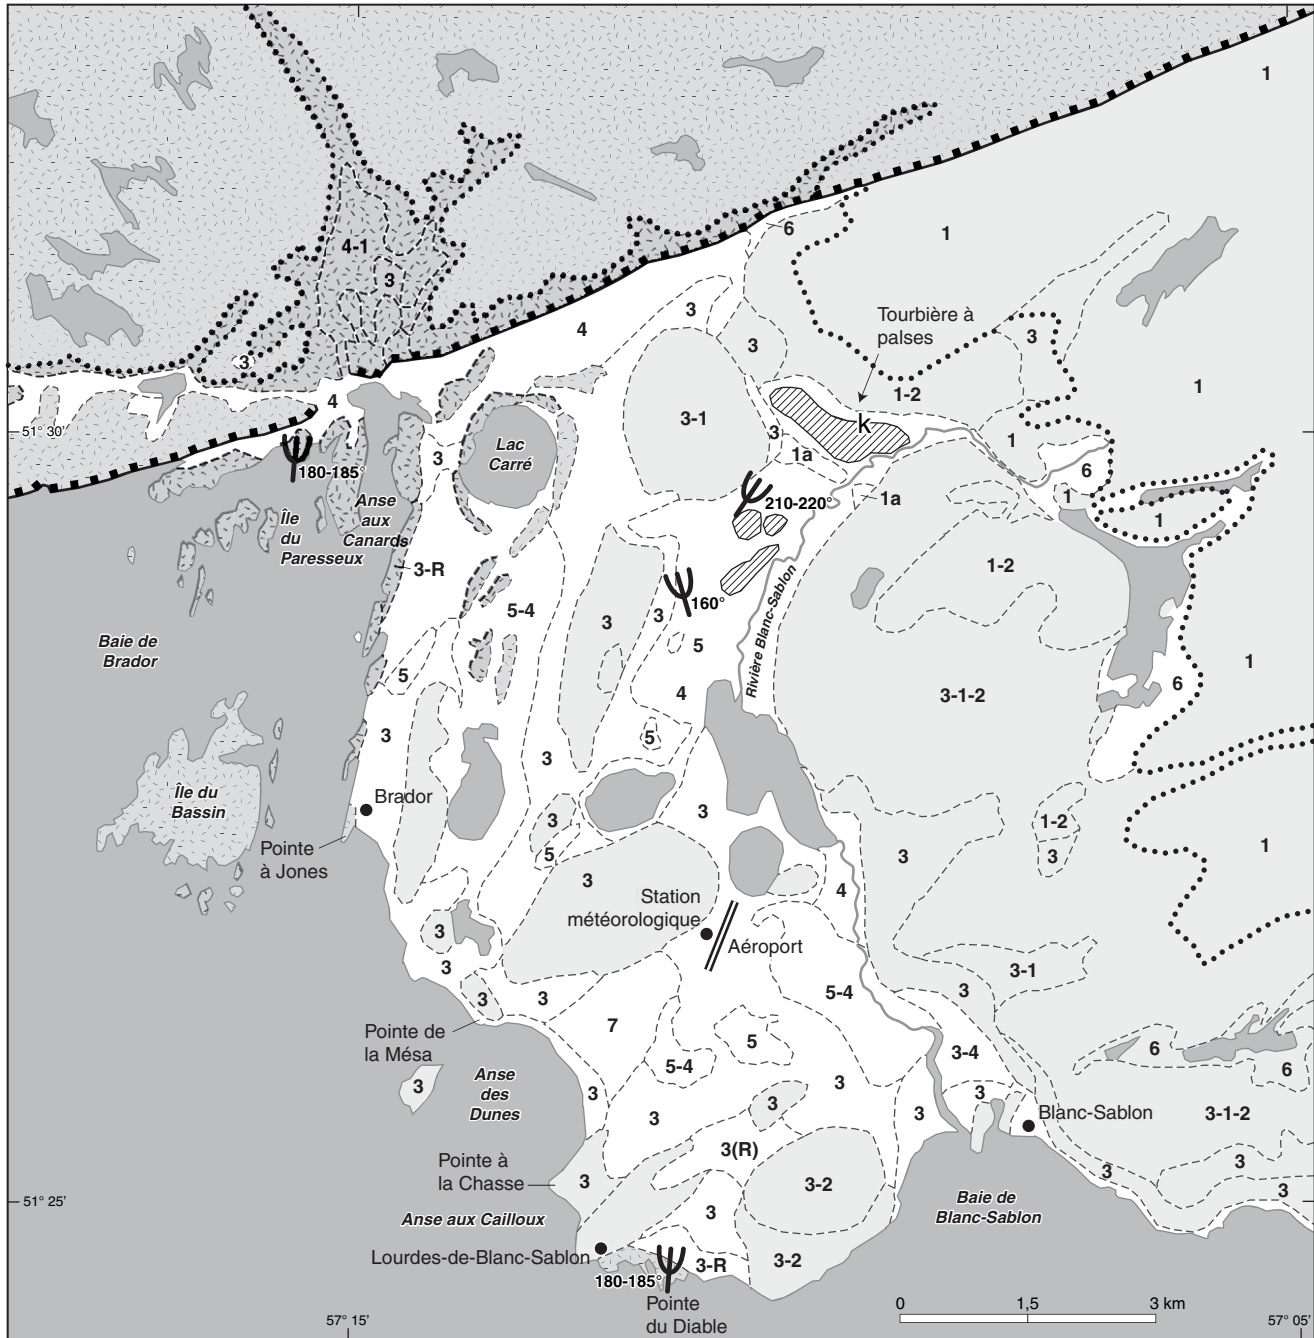 1
4-1
3
6
1
3
4
3
Tourbière à
palses
3
3
1
1-2
4
51° 30’
3-1
k
3
1a
Lac
Carré
3
1
6
1
180-185°
Anse
aux
Canards
Île
du
Paresseux
210-220°
1a
1
3-R
1-2
160°
5-4
3
3
5
Rivière Blanc-Sablon
Baie de
Brador
1
5
4
3-1-2
6
3
5
3
Île du
Bassin
Brador
3
3
1-2
Pointe
à Jones
5
3
3
1
3
Station
météorologique
4
Aéroport
3
3
3-1
3
3
3
5-4
7
Pointe de
la Mésa
5
6
3-4
5-4
6
3
Anse
des
Dunes
3
3
3
3
3
3
Blanc-Sablon
3-1-2
3(R)
Pointe à
la Chasse
3
3-2
3
3
3
51° 25’
Anse aux Cailloux
3
Baie de
Blanc-Sablon
Lourdes-de-Blanc-Sablon
3-R
3-2
180-185°
Pointe
du Diable
0 1,5 3 km
57° 15’
57° 05’